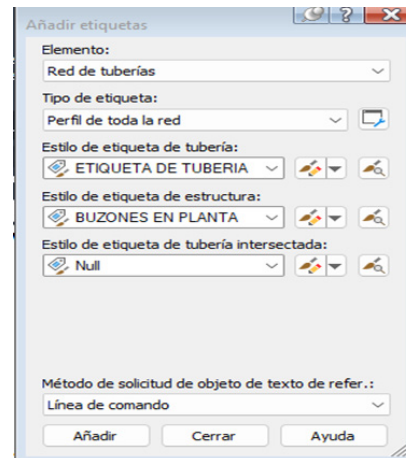 Añadir etiquetas
Elemento:
Red de tuberías
Tipo de etiqueta:
Perfil de toda la red
Estilo de etiqueta de tubería:
ETIQUETA DE TUBERIA
Estilo de etiqueta de estructura:
BUZONES EN PLANTA
Estilo de etiqueta de tubería intersectada:
Null
Método de solicitud de objeto de texto de refer.:
Línea de comando
Añadir Cerrar Ayuda